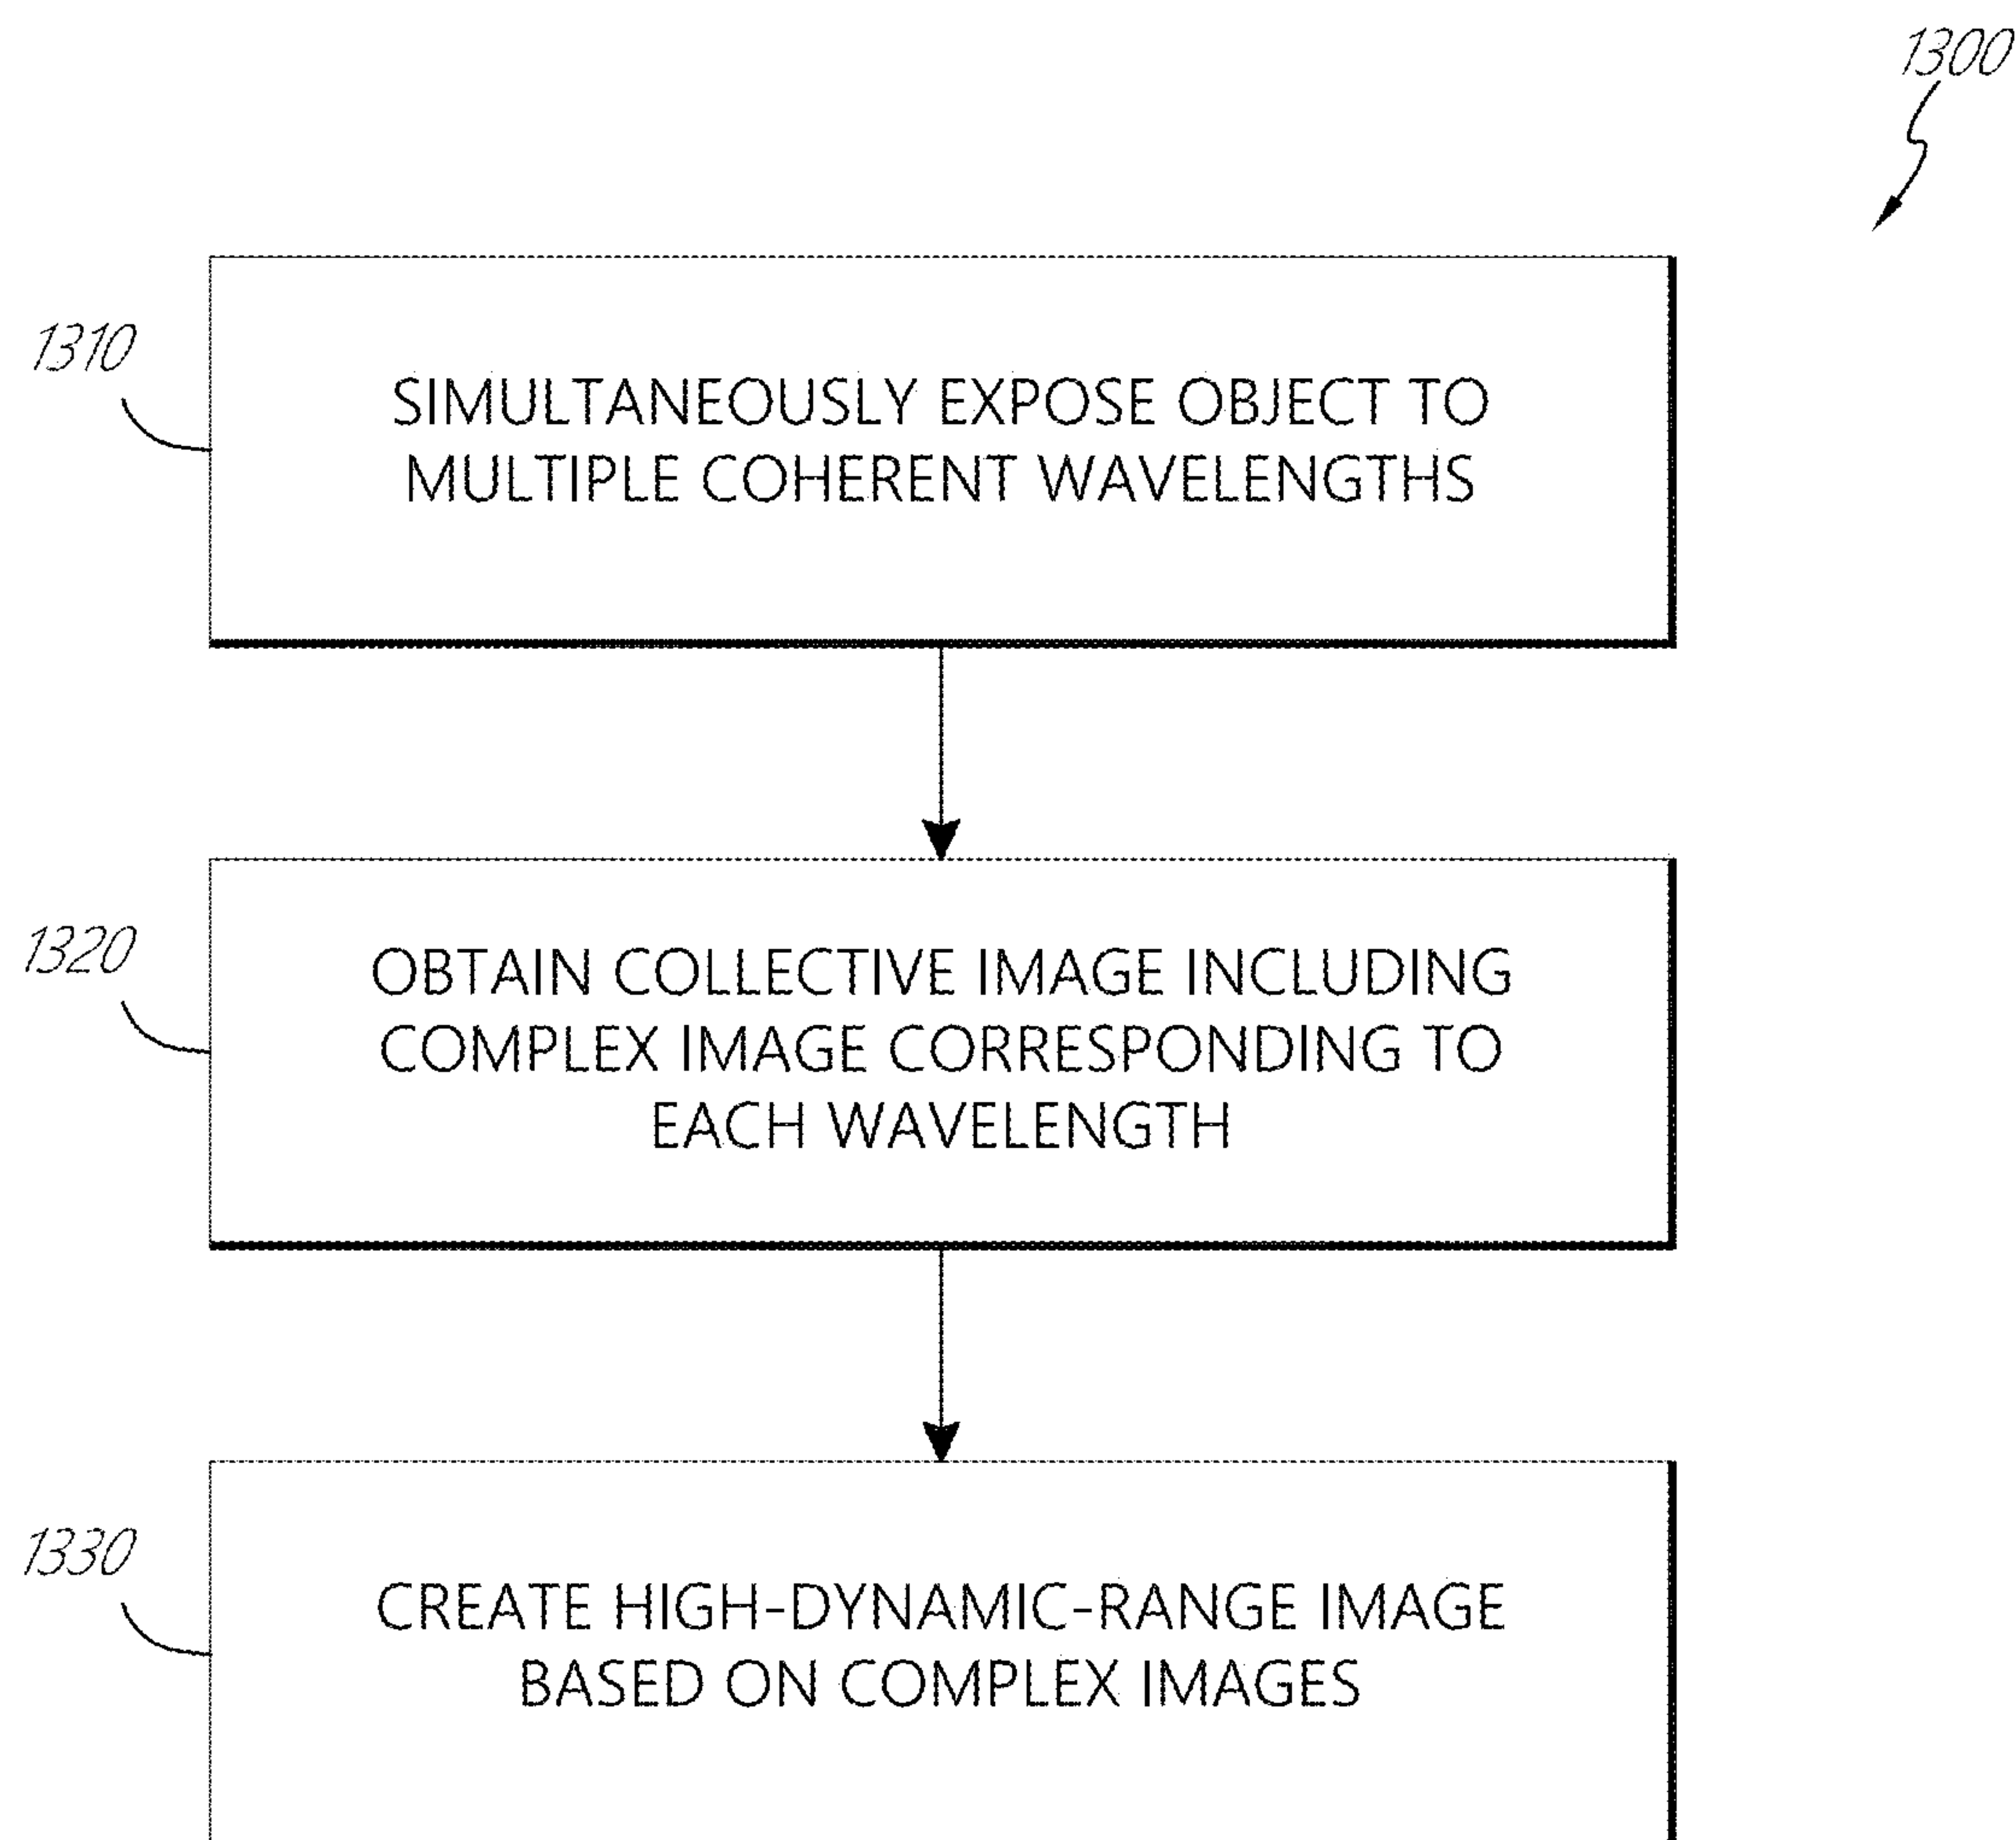 1300
1310
SIMULTANEOUSLY EXPOSE OBJECT TO
MULTIPLE COHERENT WAVELENGTHS
1320
OBTAIN COLLECTIVE IMAGE INCLUDING
COMPLEX IMAGE CORRESPONDING TO
EACH WAVELENGTH
1330
CREATE HIGH-DYNAMIC-RANGE IMAGE
BASED ON COMPLEX IMAGES